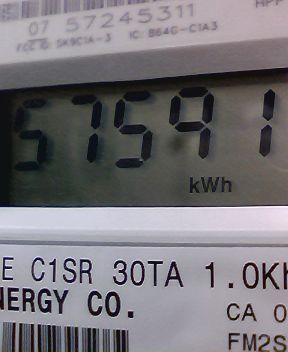 07 57245311
FCC ID: SK9C1A-3 IC: 864G-C1A3
57591
kWh
E C1SR 30TA 1.0Kh
NERGY CO.
CA 0
FM2S